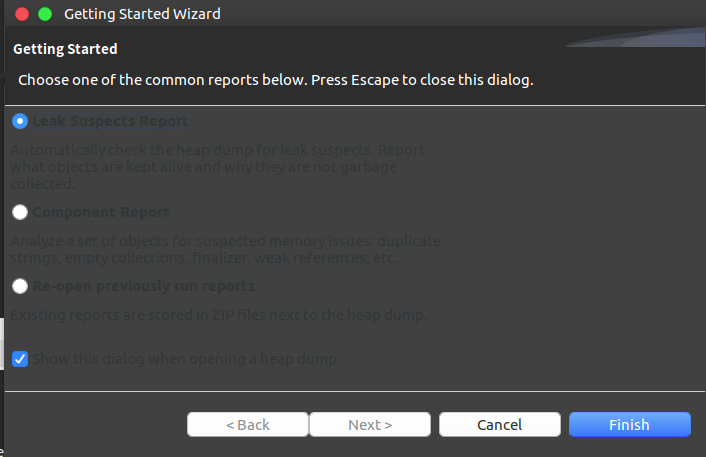 Getting Started Wizard
Getting Started
Choose one of the common reports below. Press Escape to close this dialog.
Leak Suspects Report
Automatically check the heap dump for leak suspects. Report
what objects are kept alive and why they are not garbage
collected.
Component Report
Analyze a set of objects for suspected memory issues: duplicate
strings, empty collections, finalizer, weak references, etc.
Re-open previously run reports
Existing reports are stored in ZIP files next to the heap dump.
Show this dialog when opening a heap dump.
< Back Next > Cancel Finish